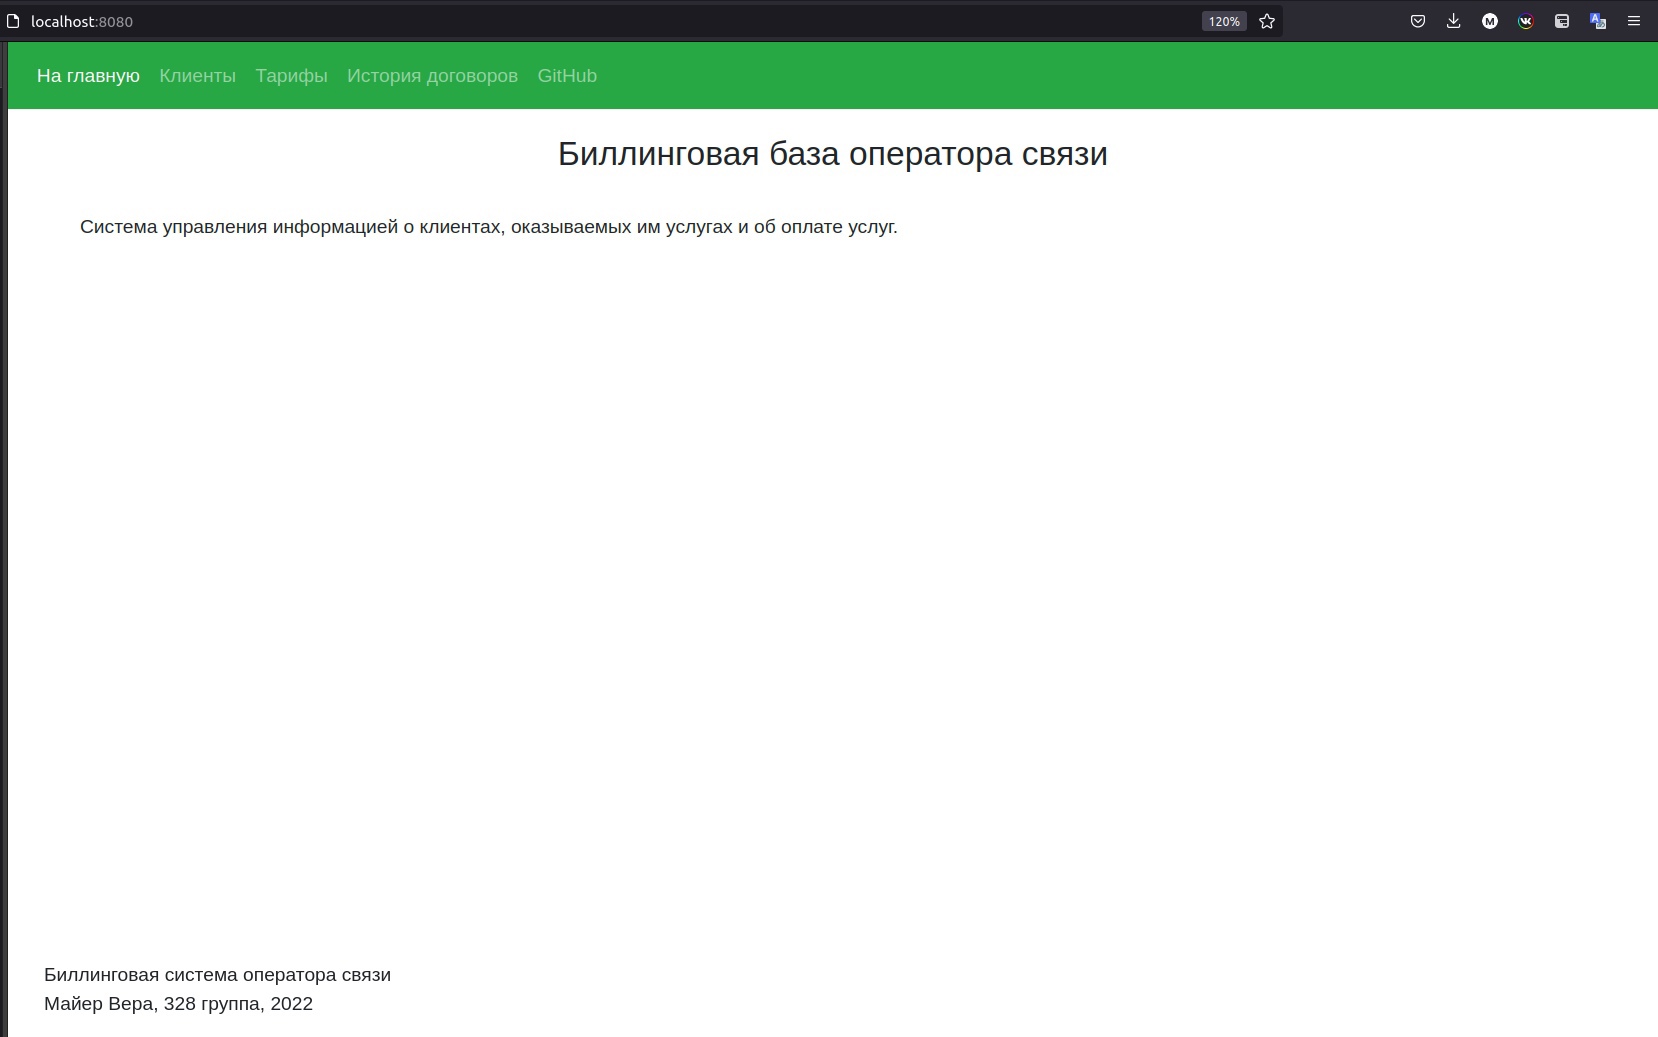 localhost:8080 120%
На главную Клиенты Тарифы История договоров GitHub
Биллинговая база оператора связи
Система управления информацией о клиентах, оказываемых им услугах и об оплате услуг.
Биллинговая система оператора связи
Майер Вера, 328 группа, 2022